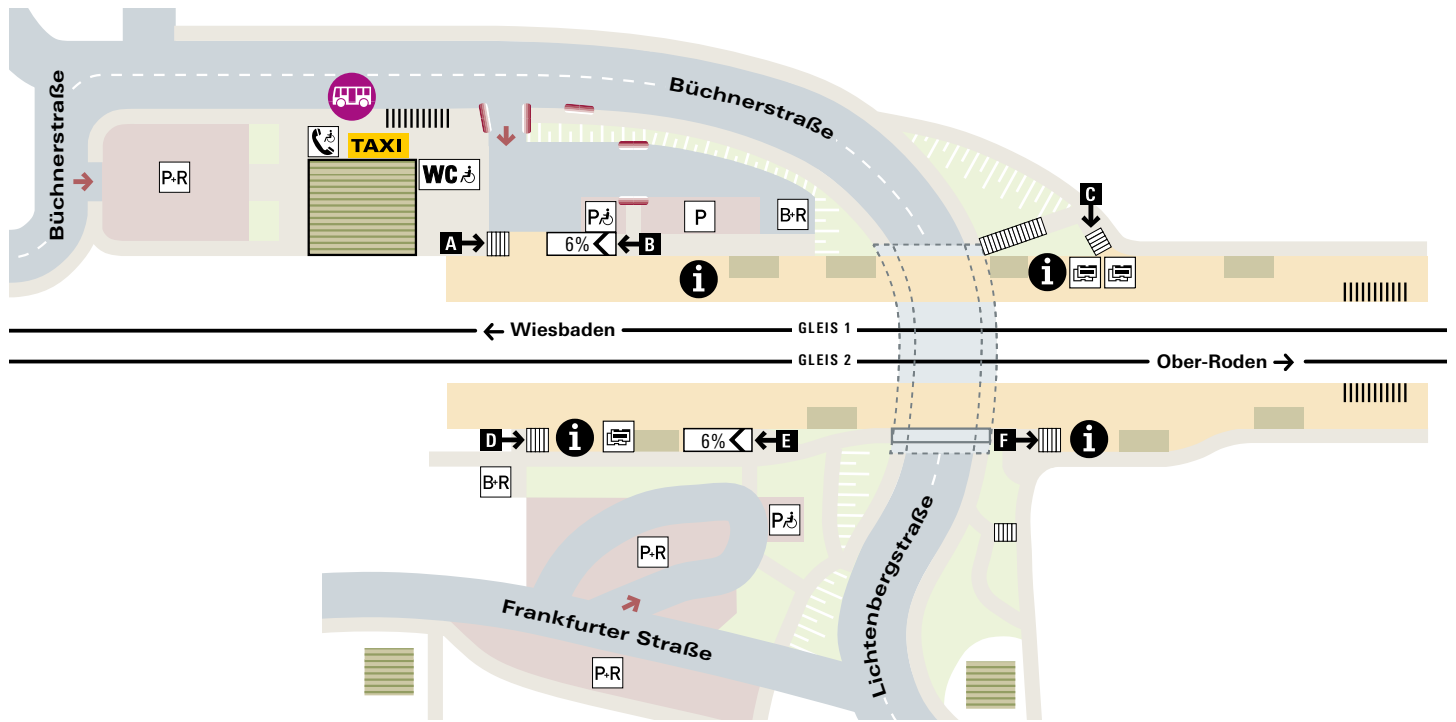 Büchnerstraße
Büchnerstraße
P+R
TAXI
WC
P
P
B+R
A
6%
B
C
i
i
← Wiesbaden
GLEIS 1
GLEIS 2
Ober-Roden →
D
i
6%
E
F
i
B+R
P
P+R
Frankfurter Straße
P+R
Lichtenbergstraße